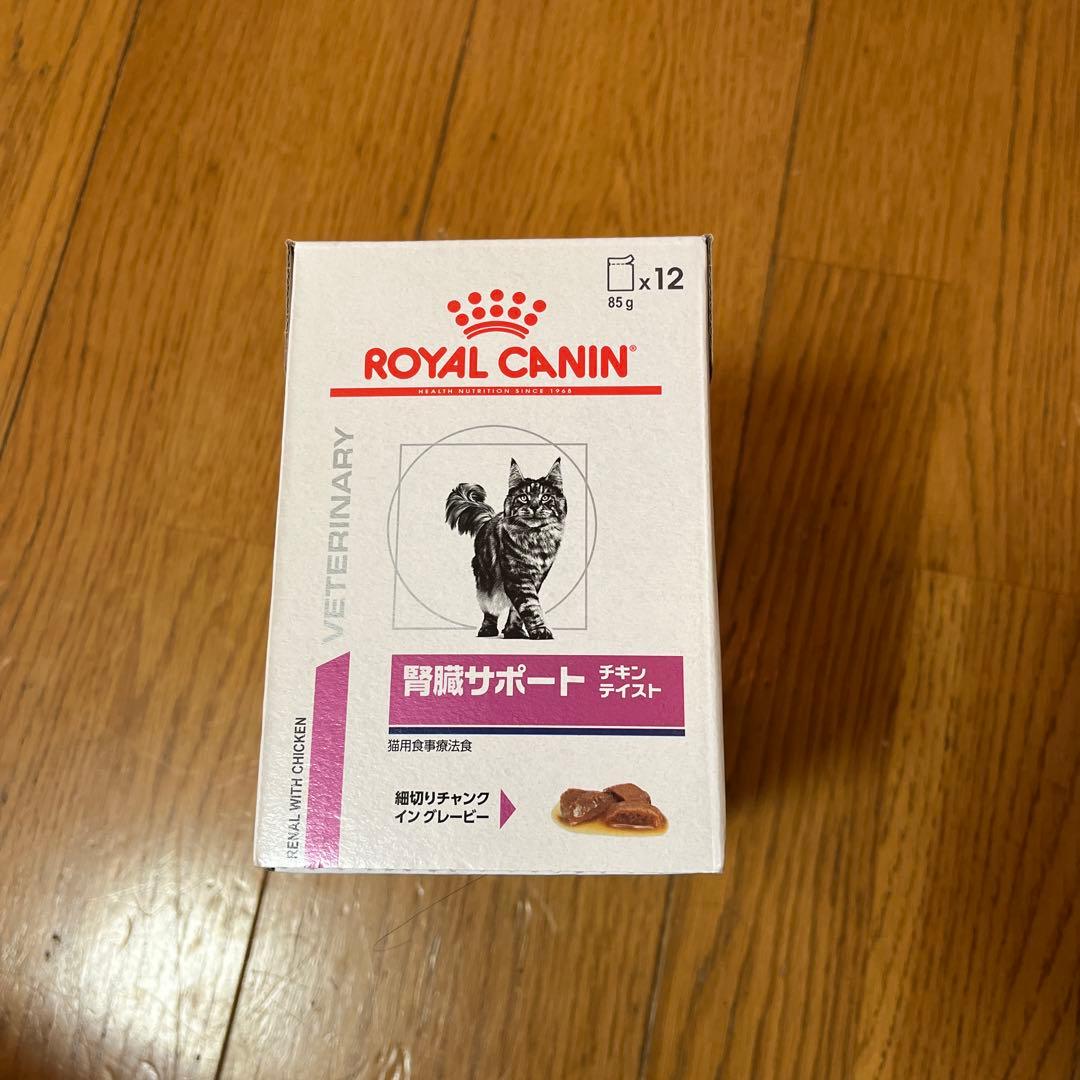 x12
85g
ROYAL CANIN®
HEALTH NUTRITION SINCE 1968
VETERINARY
腎臓サポート チキン
テイスト
猫用食事療法食
RENAL WITH CHICKEN
細切りチャンク
イン グレービー